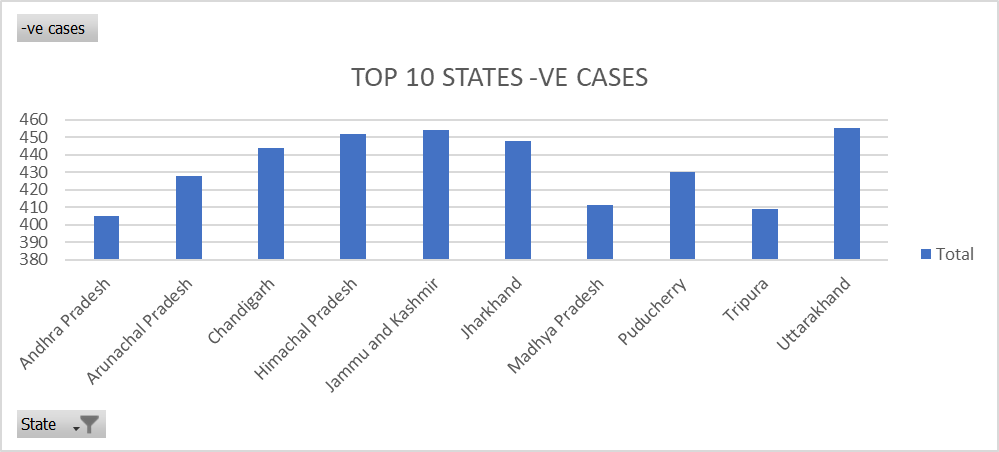 -ve cases
TOP 10 STATES -VE CASES
460
450
440
430
420
410
400
390
380
Total
Andhra Pradesh
Arunachal Pradesh
Chandigarh
Himachal Pradesh
Jammu and Kashmir
Jharkhand
Madhya Pradesh
Puducherry
Tripura
Uttarakhand
State